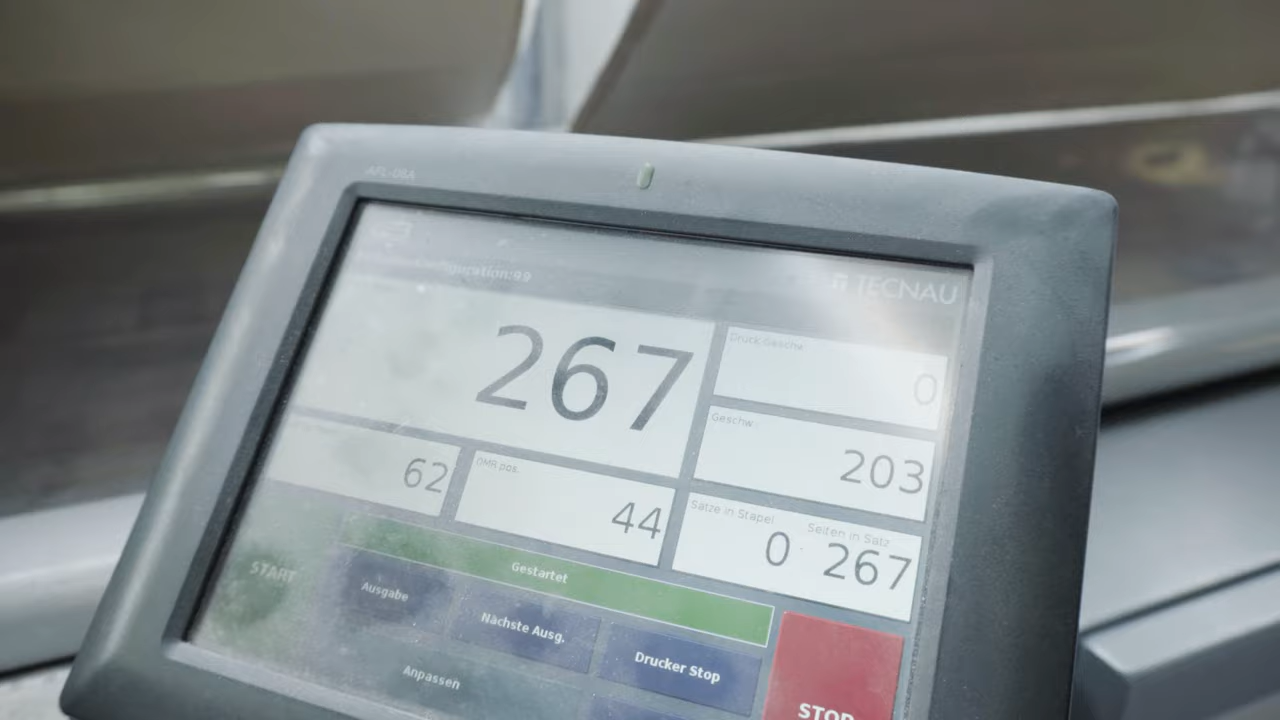 AFL-08A
Configuration:99
TECNAU
267
Druck Geschw.
0
Geschw.
203
62
OMR pos.
44
Sätze in Stapel
0
Seiten in Satz
267
Gestartet
START
Ausgabe
Nächste Ausg.
Drucker Stop
STOP
Anpassen